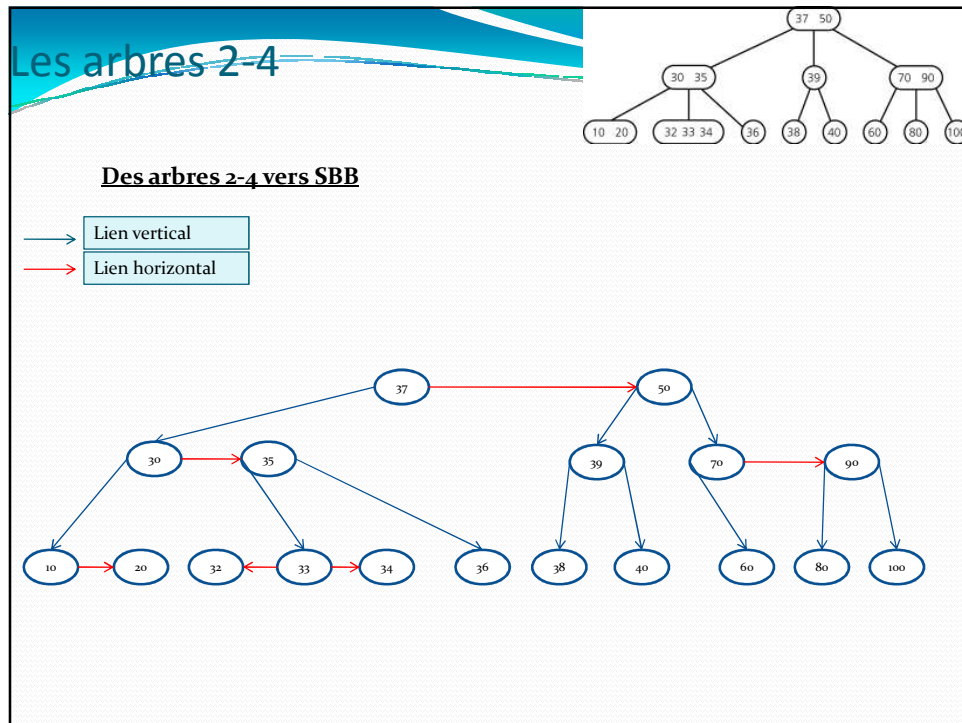 Les arbres 2-4
37 50
30 35 39 70 90
10 20 32 33 34 36 38 40 60 80 100
Des arbres 2-4 vers SBB
Lien vertical
Lien horizontal
37 50
30 35 39 70 90
10 20 32 33 34 36 38 40 60 80 100